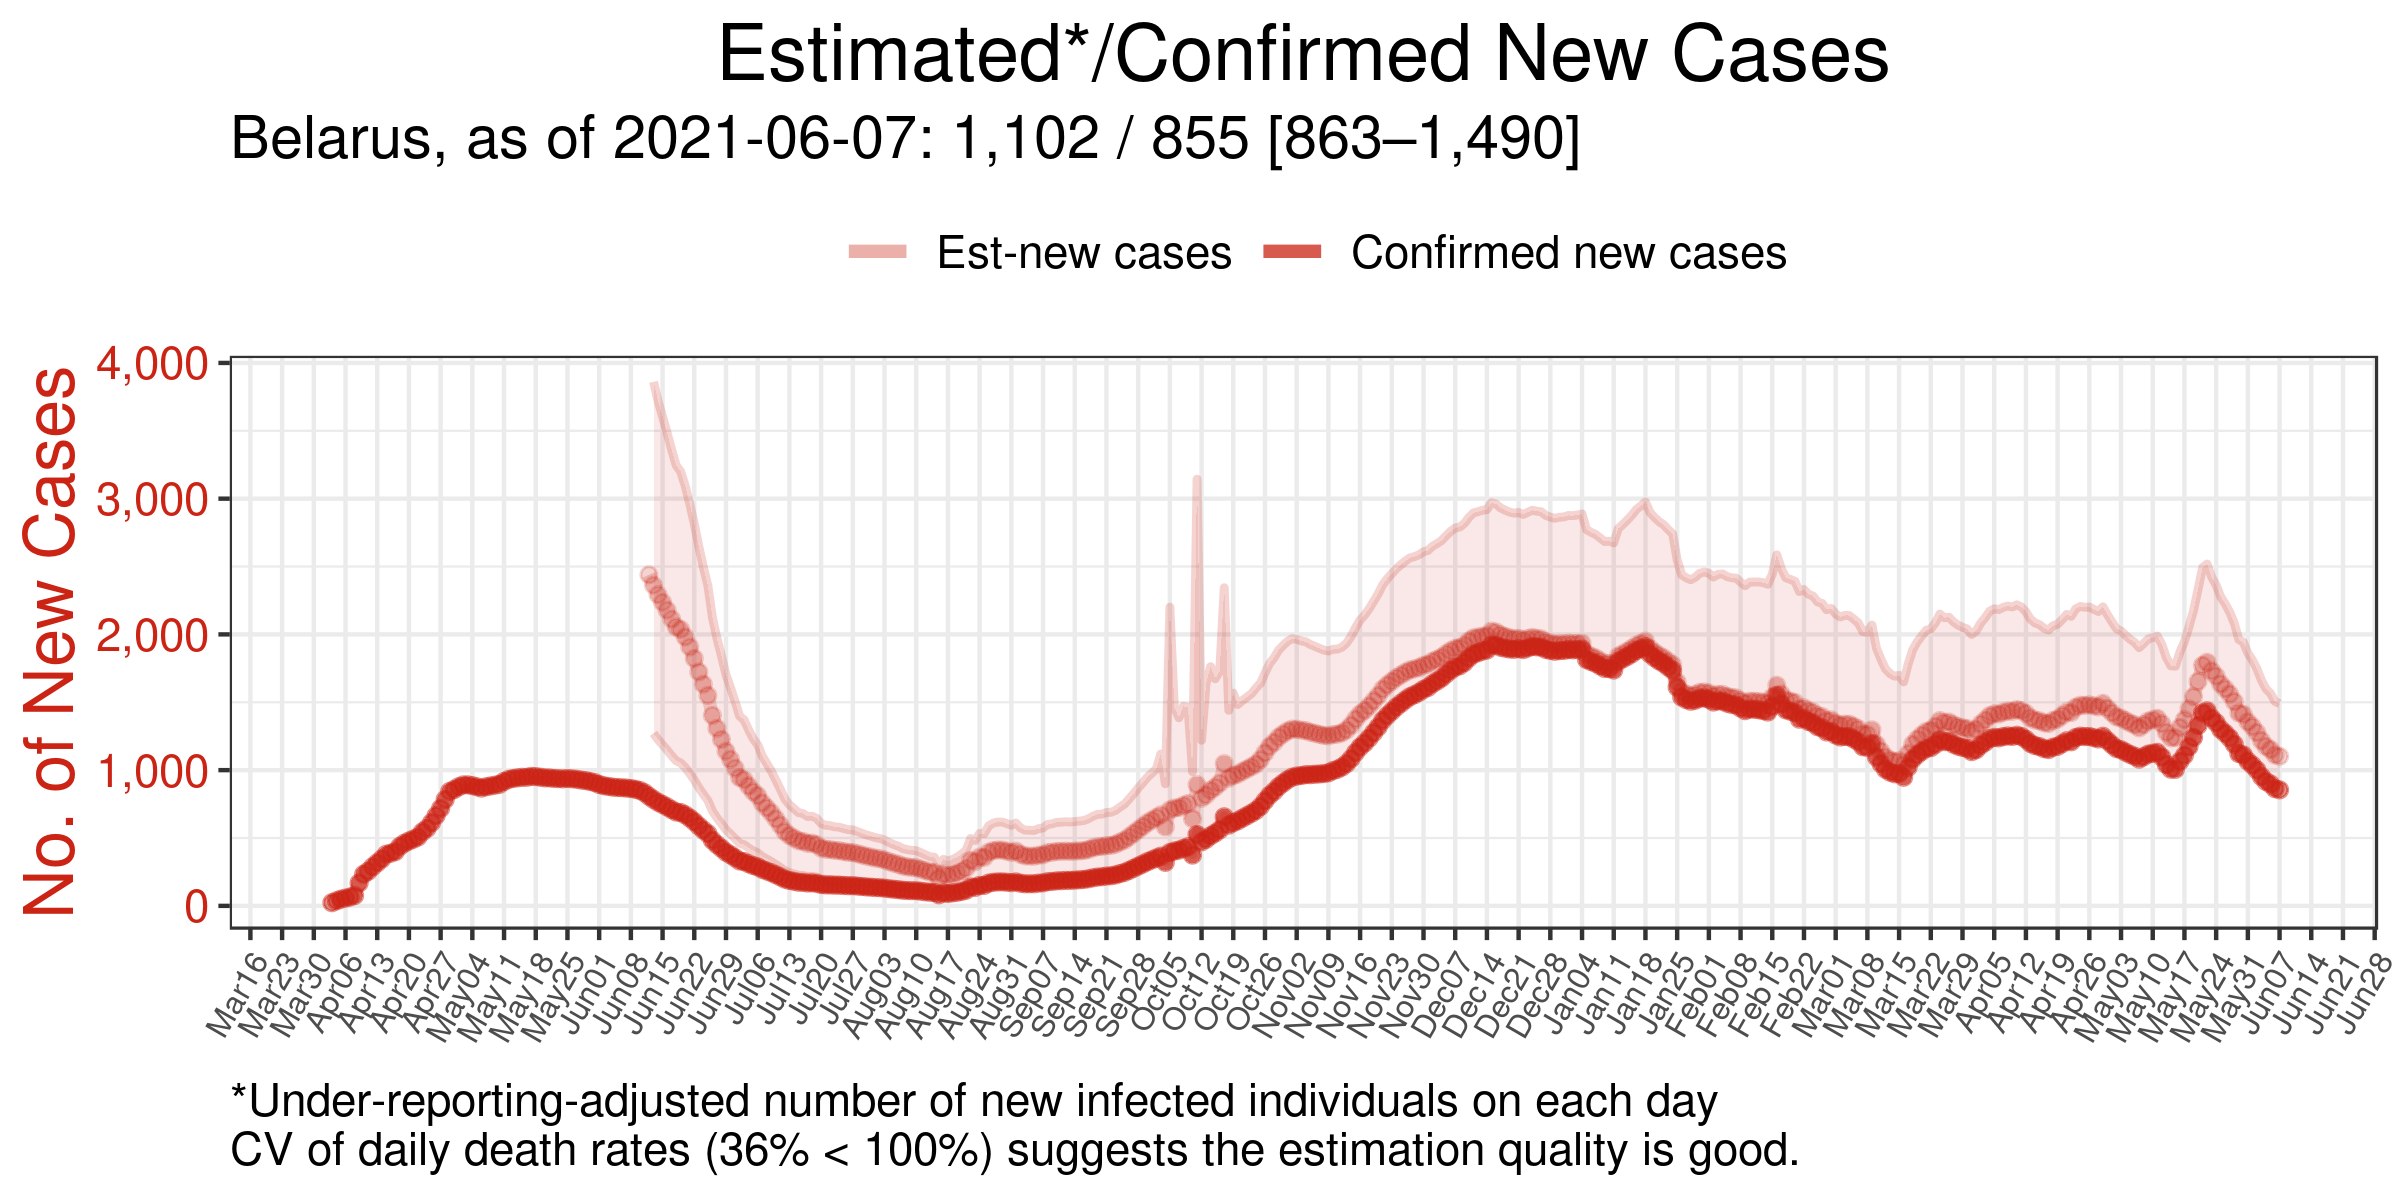 Estimated*/Confirmed New Cases
Belarus, as of 2021-06-07: 1,102 / 855 [863–1,490]
Est-new cases Confirmed new cases
No. of New Cases
4,000
3,000
2,000
1,000
0
Mar16 Mar23 Mar30 Apr06 Apr13 Apr20 Apr27 May04 May11 May18 May25 Jun01 Jun08 Jun15 Jun22 Jun29 Jul06 Jul13 Jul20 Jul27 Aug03 Aug10 Aug17 Aug24 Aug31 Sep07 Sep14 Sep21 Sep28 Oct05 Oct12 Oct19 Oct26 Nov02 Nov09 Nov16 Nov23 Nov30 Dec07 Dec14 Dec21 Dec28 Jan04 Jan11 Jan18 Jan25 Feb01 Feb08 Feb15 Feb22 Mar01 Mar08 Mar15 Mar22 Mar29 Apr05 Apr12 Apr19 Apr26 May03 May10 May17 May24 May31 Jun07 Jun14 Jun21 Jun28
*Under-reporting-adjusted number of new infected individuals on each day
CV of daily death rates (36% < 100%) suggests the estimation quality is good.